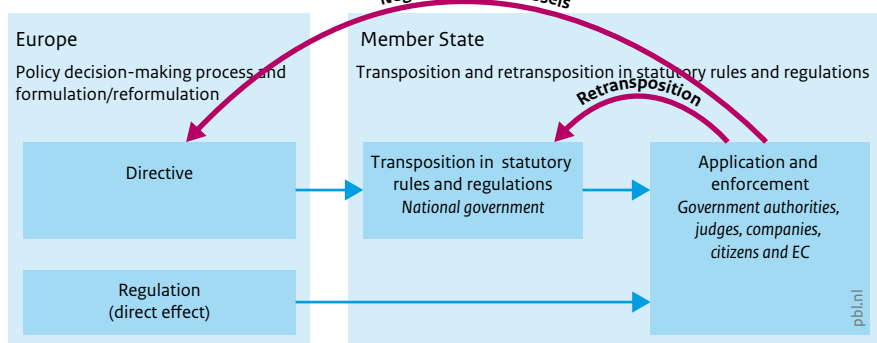 Europe
Policy decision-making process and
formulation/reformulation
Member State
Transposition and retransposition in statutory rules and regulations
Retransposition
Directive
Transposition in statutory
rules and regulations
National government
Application and
enforcement
Government authorities,
judges, companies,
citizens and EC
Regulation
(direct effect)
pbl.nl